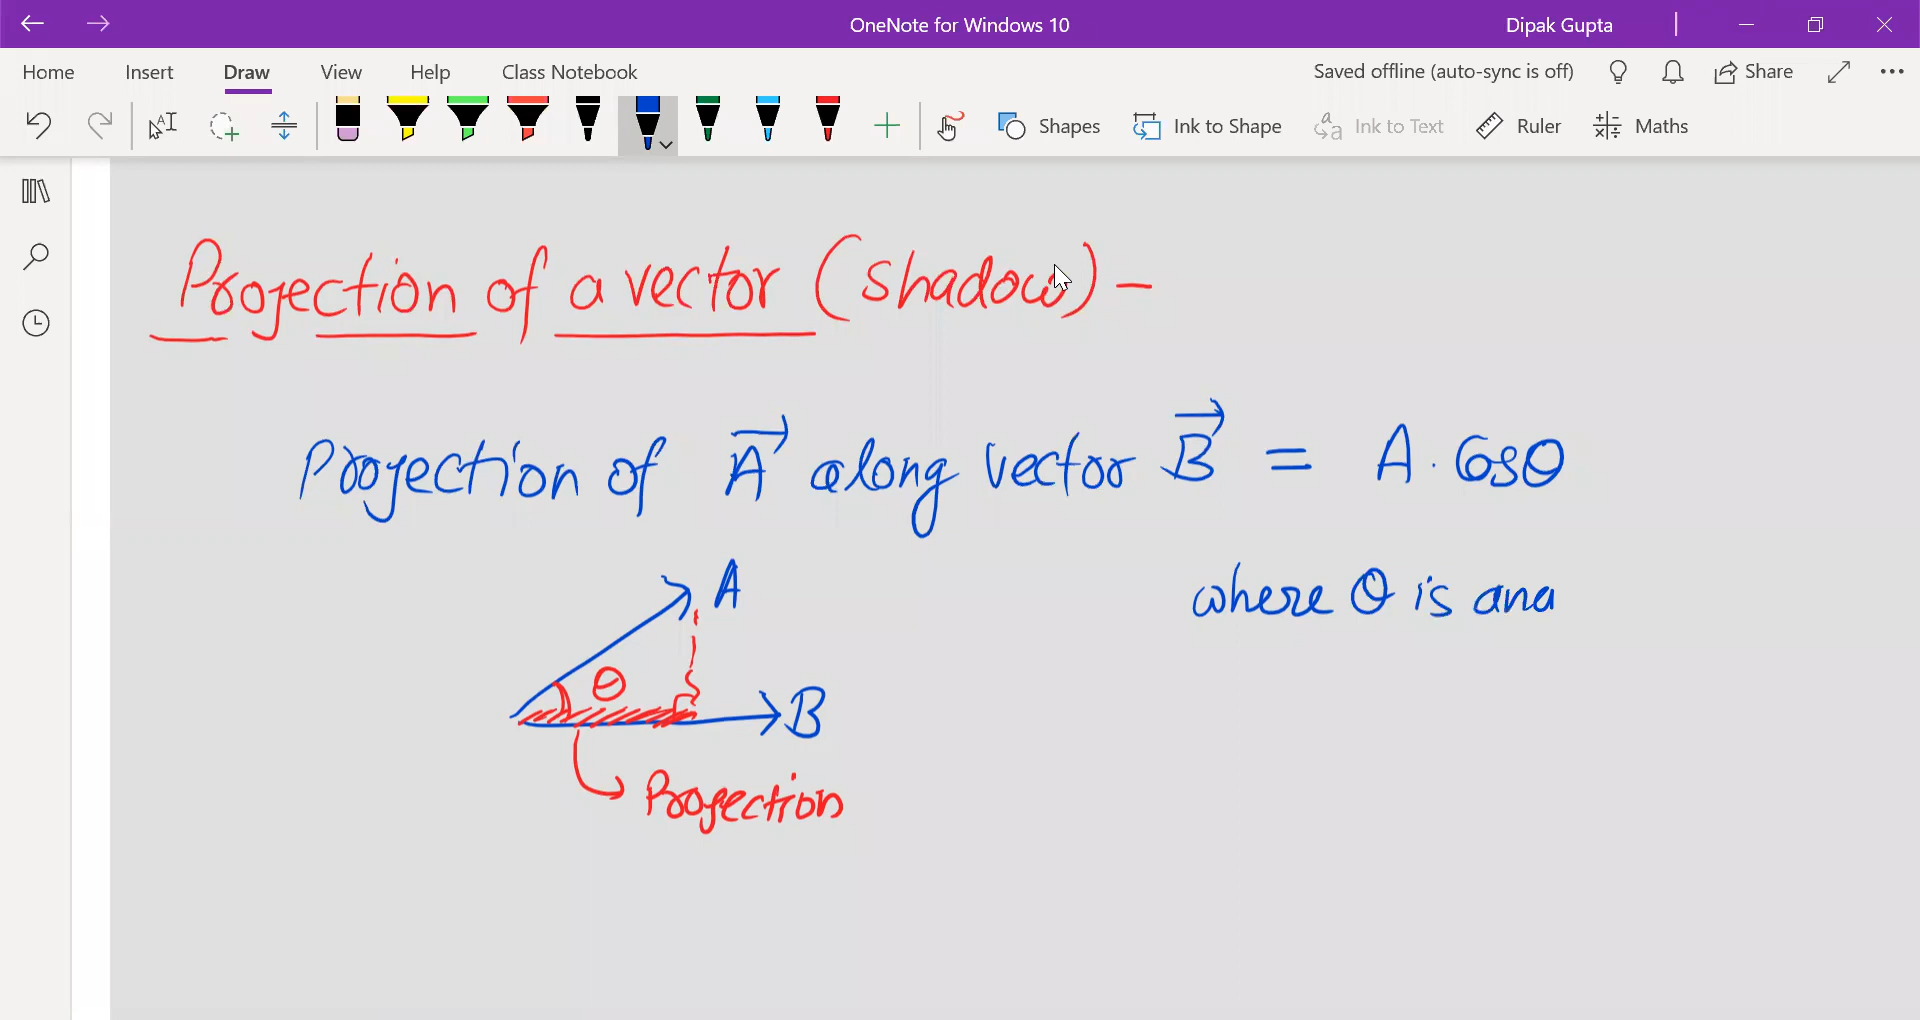 OneNote for Windows 10
Dipak Gupta
Home Insert Draw View Help Class Notebook
Saved offline (auto-sync is off) Share
Shapes Ink to Shape Ink to Text Ruler Maths
Projection of a vector (shadow) -
Projection of A⃗ along vector B⃗ = A . Cosθ
A
where θ is ana
θ
B
Projection